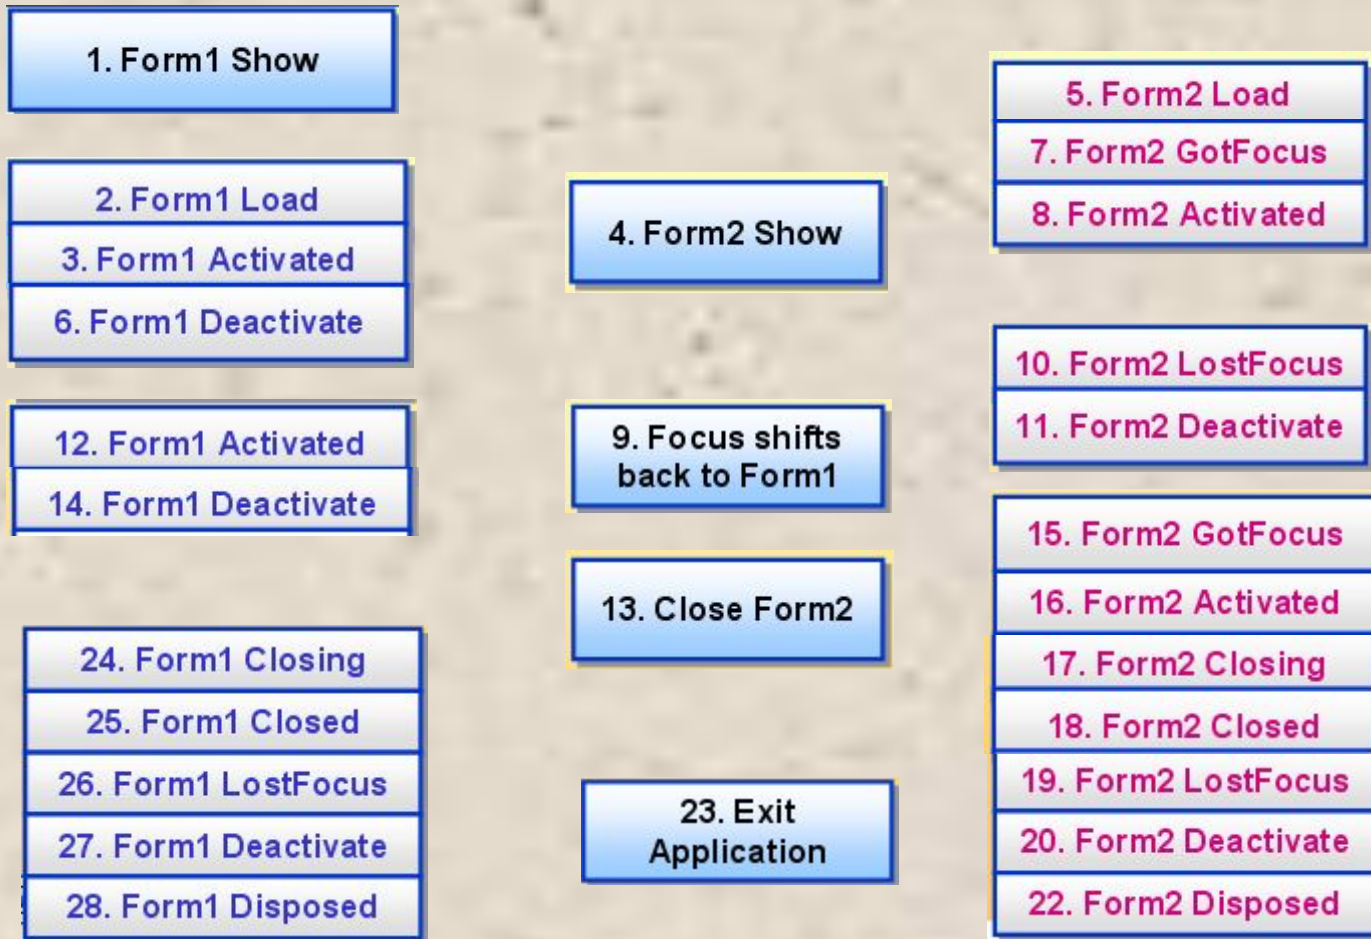 1. Form1 Show
2. Form1 Load
3. Form1 Activated
6. Form1 Deactivate
12. Form1 Activated
14. Form1 Deactivate
24. Form1 Closing
25. Form1 Closed
26. Form1 LostFocus
27. Form1 Deactivate
28. Form1 Disposed
4. Form2 Show
9. Focus shifts
back to Form1
13. Close Form2
23. Exit
Application
5. Form2 Load
7. Form2 GotFocus
8. Form2 Activated
10. Form2 LostFocus
11. Form2 Deactivate
15. Form2 GotFocus
16. Form2 Activated
17. Form2 Closing
18. Form2 Closed
19. Form2 LostFocus
20. Form2 Deactivate
22. Form2 Disposed